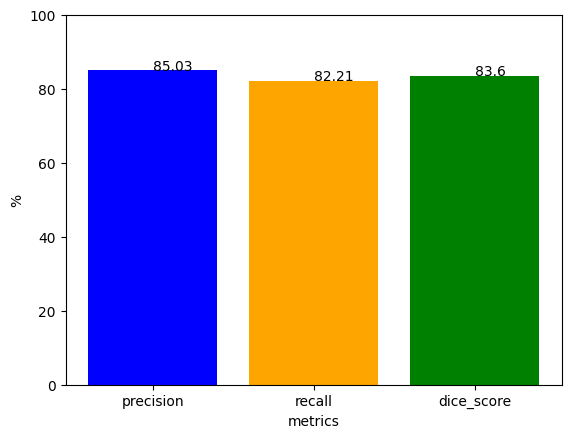 100
80
60
40
20
0
%
85.03
82.21
83.6
precision
recall
dice_score
metrics